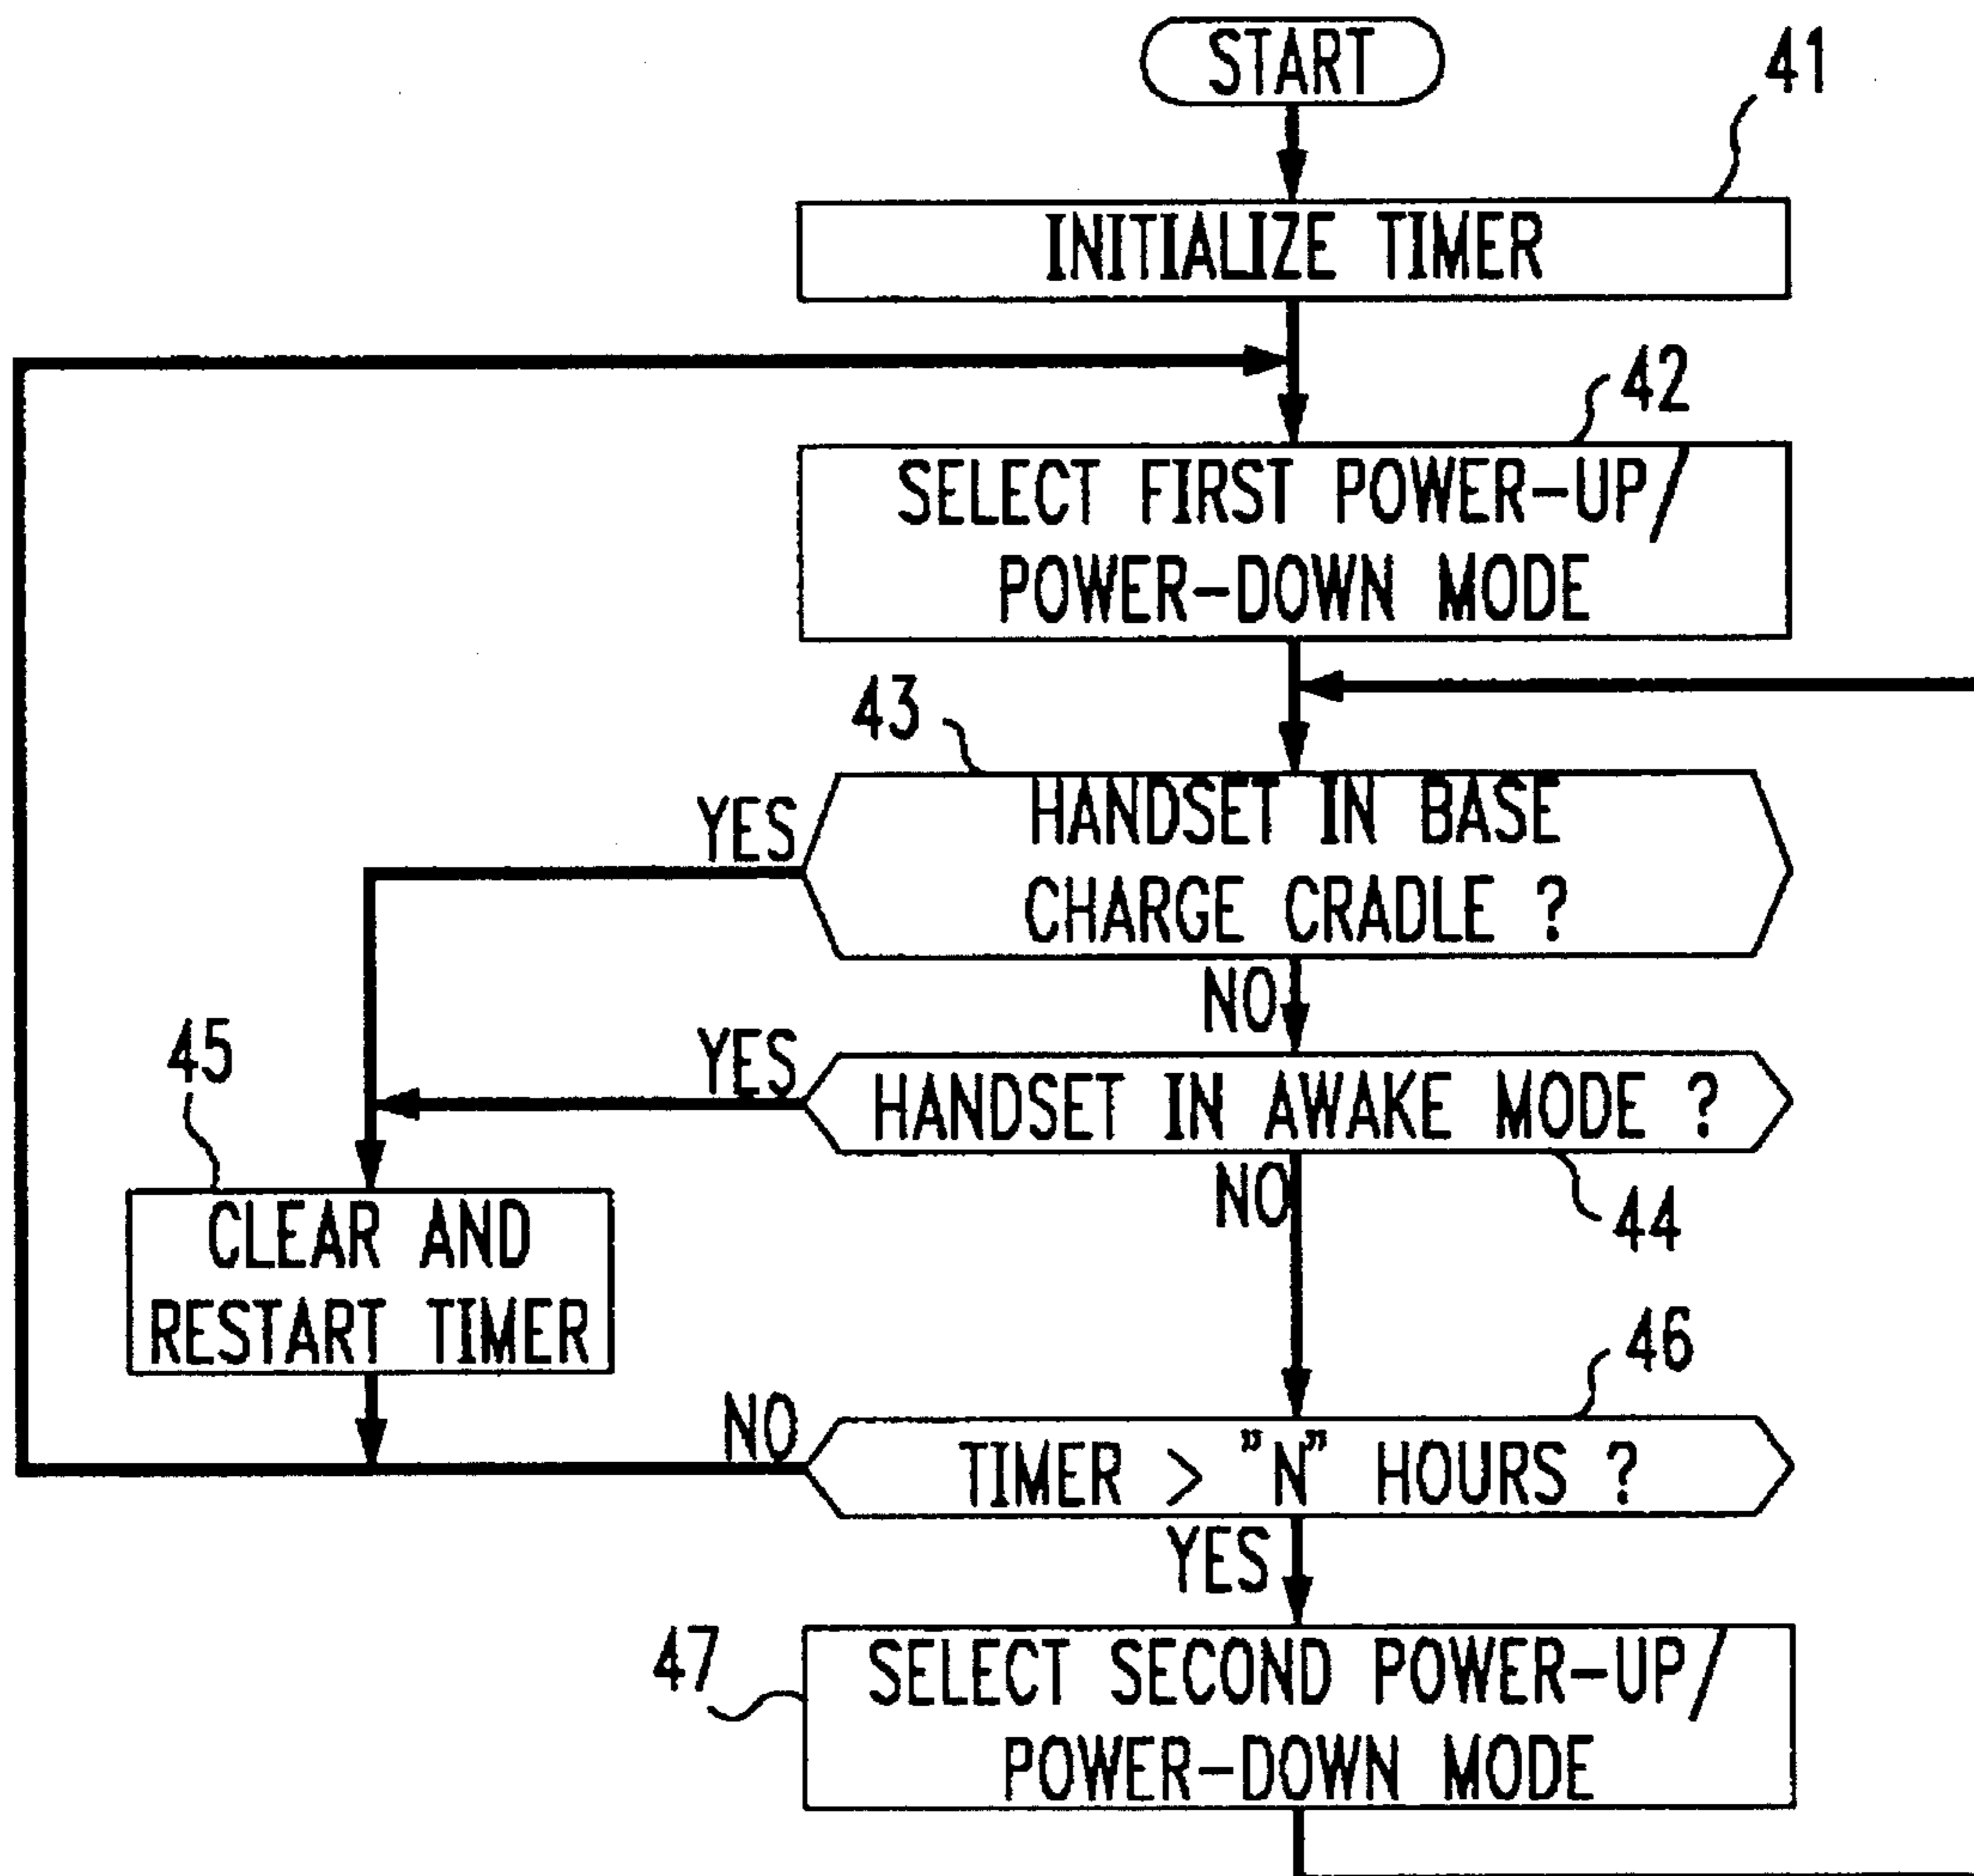 START
41
INITIALIZE TIMER
42
SELECT FIRST POWER-UP/
POWER-DOWN MODE
43
HANDSET IN BASE
CHARGE CRADLE ?
YES
NO
45
YES
HANDSET IN AWAKE MODE ?
NO
44
CLEAR AND
RESTART TIMER
46
NO
TIMER > "N" HOURS ?
YES
47
SELECT SECOND POWER-UP/
POWER-DOWN MODE